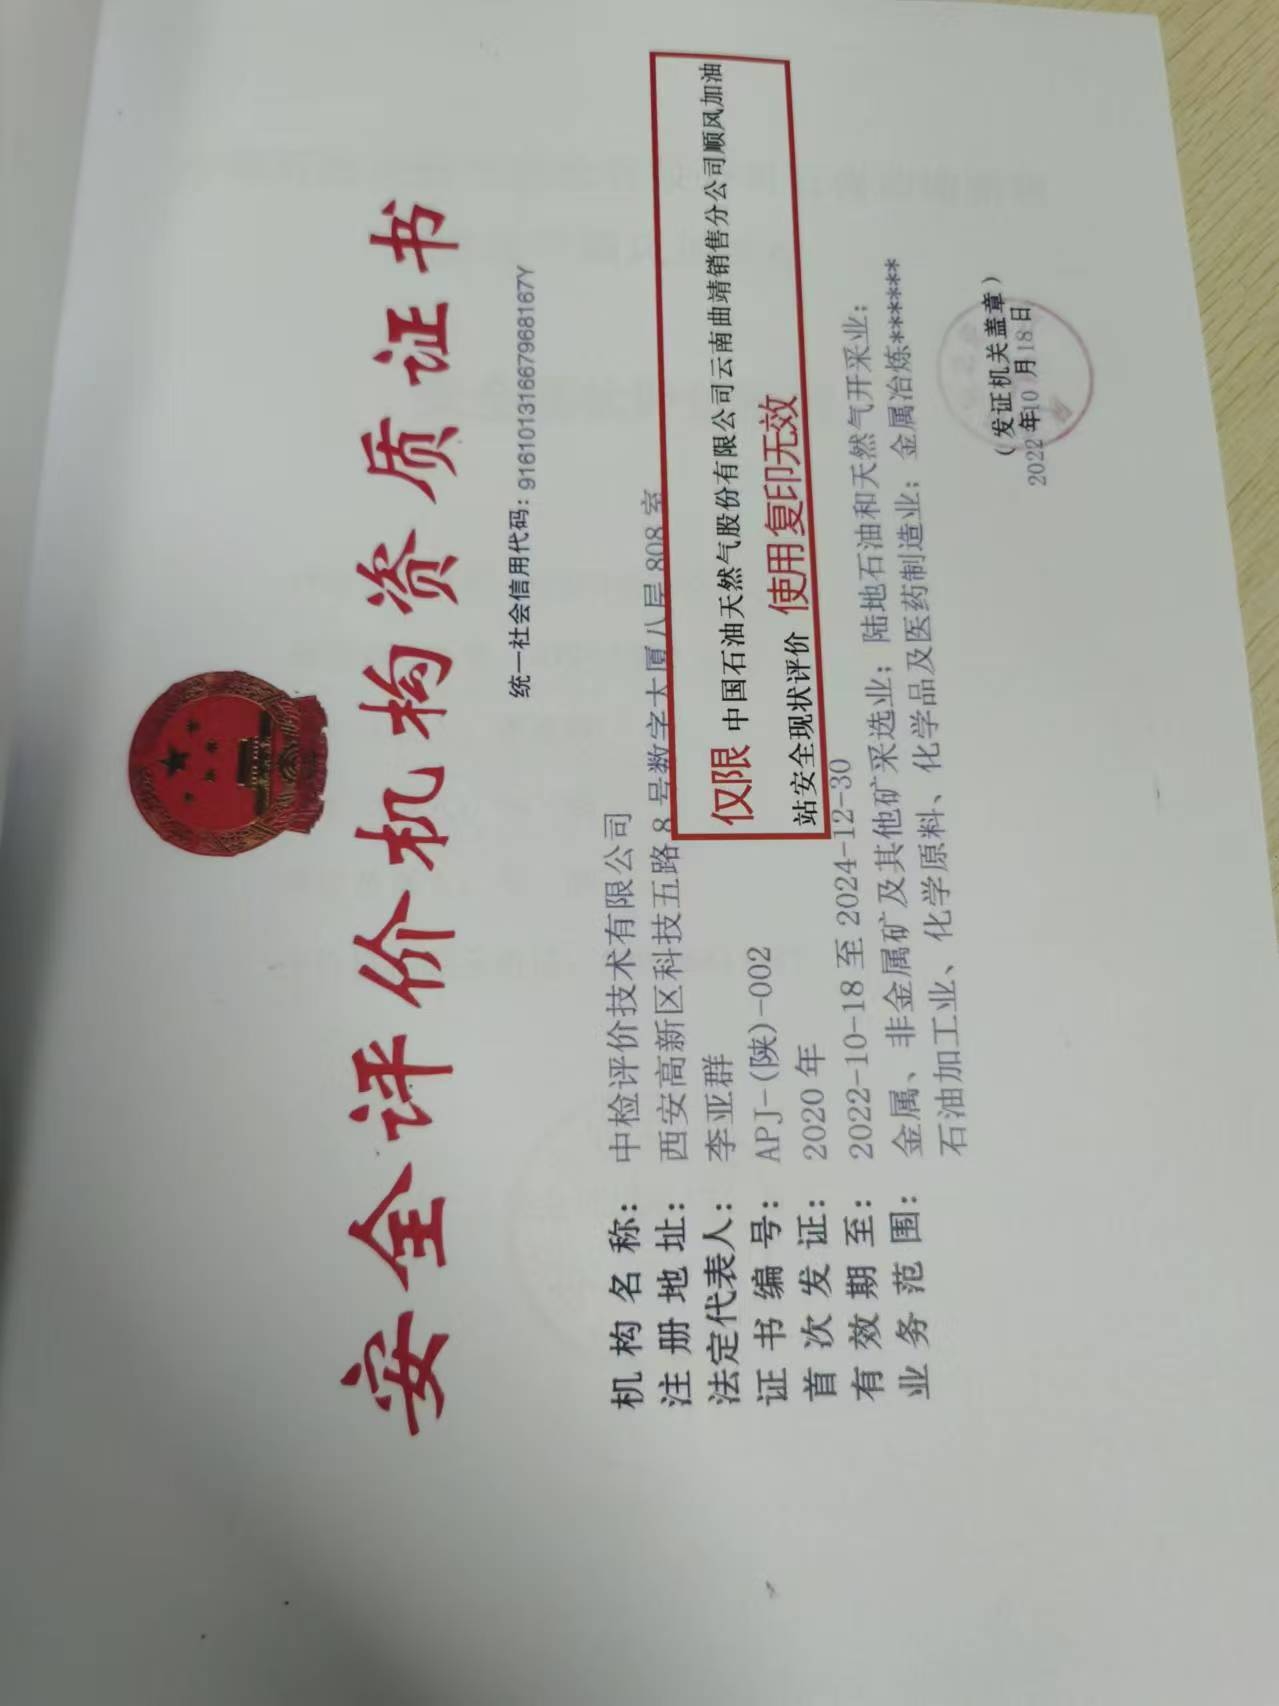 安全评价机构资质证书
统一社会信用代码：91610131667968167Y
机构名称：中检评价技术有限公司
注册地址：西安高新区科技五路8号数字大厦八层808室
法定代表人：李亚群
证书编号：APJ-(陕)-002
首次发证：2020年
有效期至：2022-10-18至2024-12-30
业务范围：金属、非金属矿及其他矿采选业；陆地石油和天然气开采业；
石油加工业、化学原料、化学品及医药制造业；金属冶炼******
仅限 中国石油天然气股份有限公司云南曲靖销售分公司顺风加油
站安全现状评价 使用复印无效
（发证机关盖章）
2022年10月18日